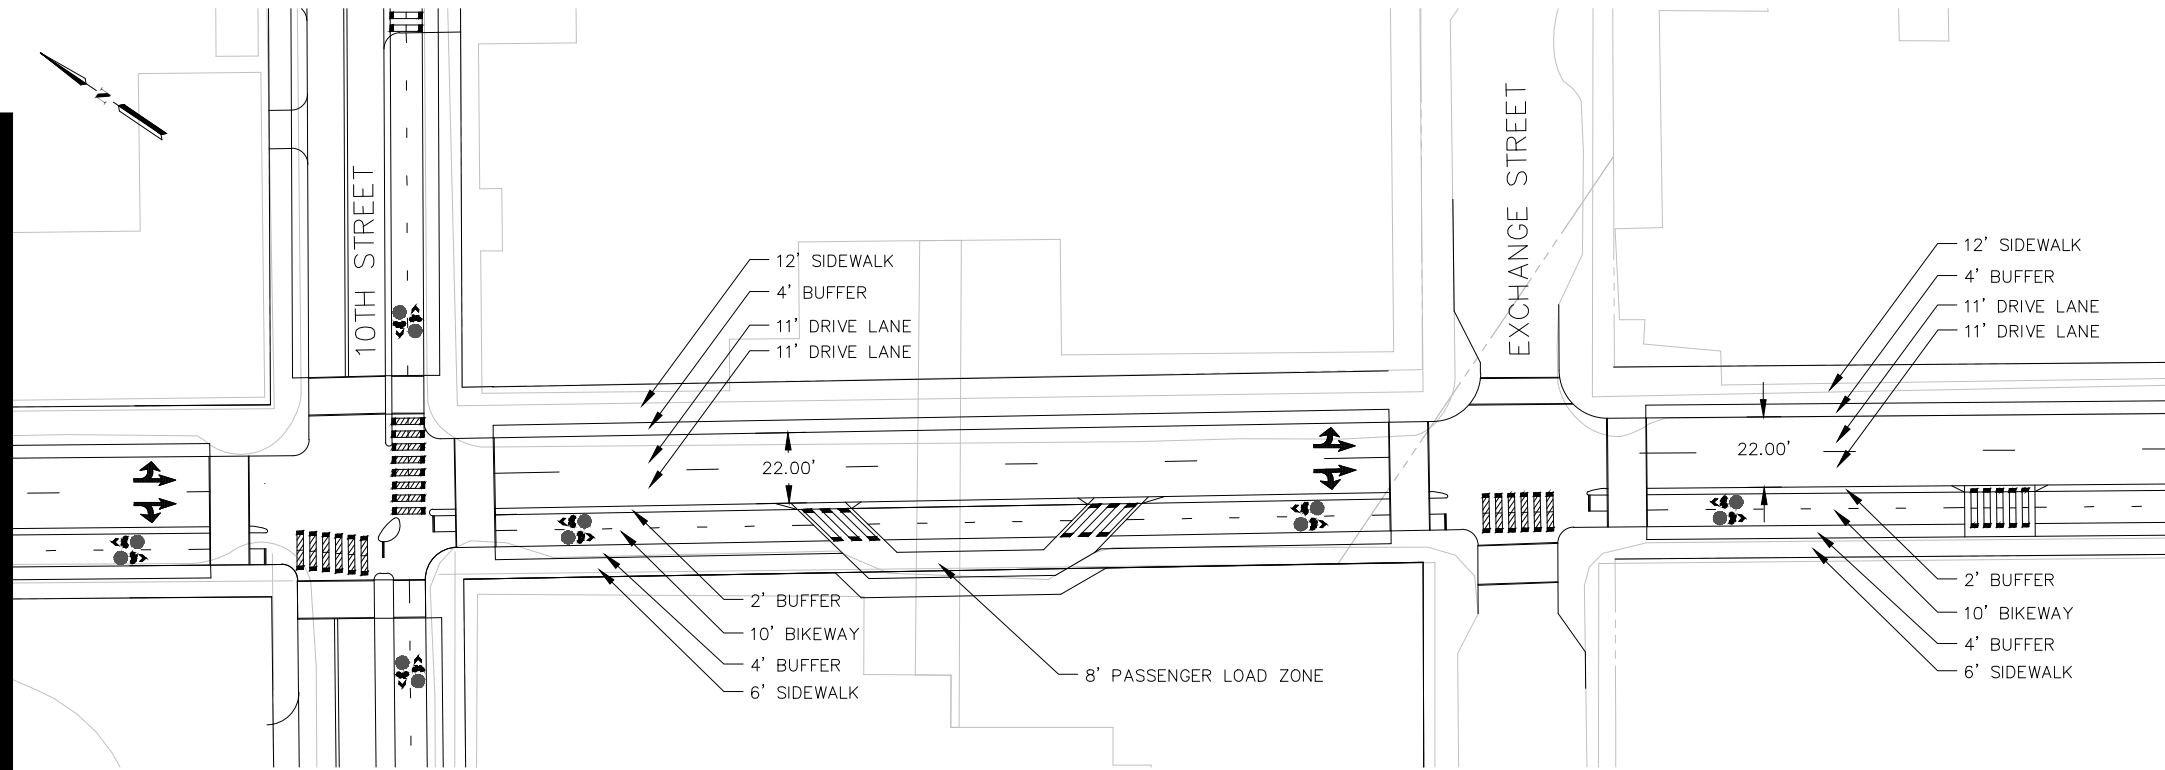 N
10TH STREET
EXCHANGE STREET
12' SIDEWALK
4' BUFFER
11' DRIVE LANE
11' DRIVE LANE
22.00'
2' BUFFER
10' BIKEWAY
4' BUFFER
6' SIDEWALK
8' PASSENGER LOAD ZONE
12' SIDEWALK
4' BUFFER
11' DRIVE LANE
11' DRIVE LANE
22.00'
2' BUFFER
10' BIKEWAY
4' BUFFER
6' SIDEWALK